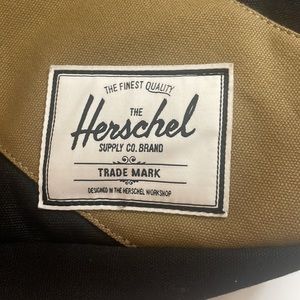 THE FINEST QUALITY
THE
Herschel
SUPPLY CO. BRAND
TRADE MARK
DESIGNED IN THE HERSCHEL WORKSHOP